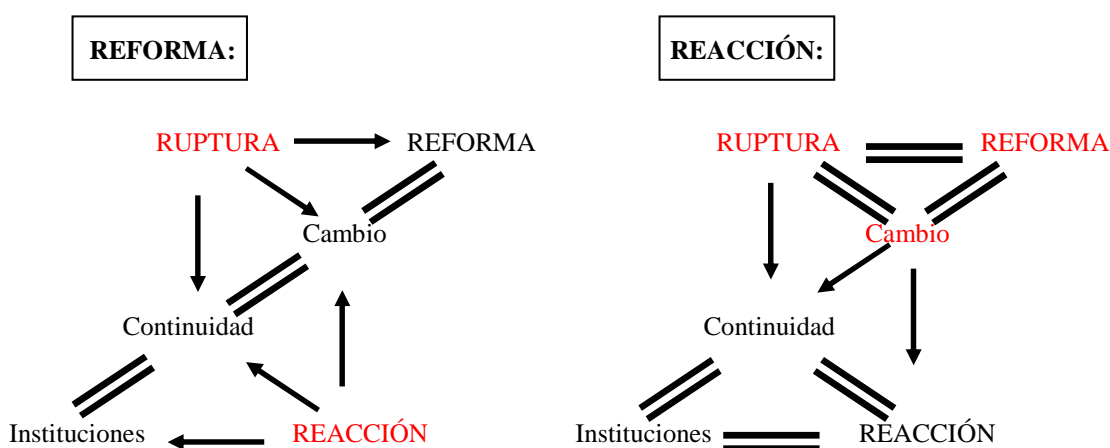 REFORMA:
RUPTURA REFORMA
Cambio
Continuidad
Instituciones REACCIÓN
REACCIÓN:
RUPTURA REFORMA
Cambio
Continuidad
Instituciones REACCIÓN